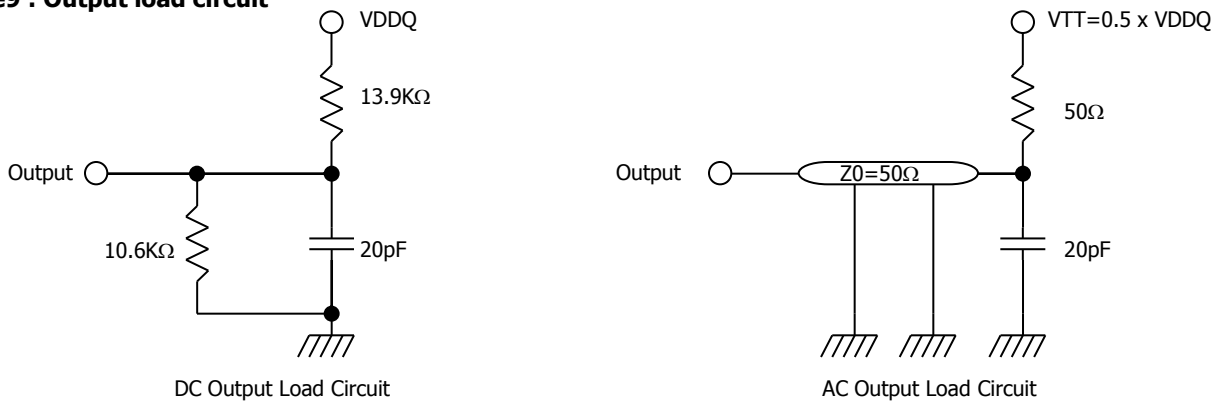 : Output load circuit
VDDQ
13.9KΩ
Output
10.6KΩ
20pF
DC Output Load Circuit
VTT=0.5 x VDDQ
50Ω
Output
Z0=50Ω
20pF
AC Output Load Circuit